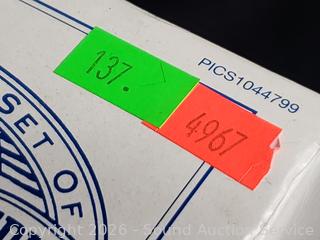 137.
PICS1044799
4967
SET OF
Copyright 2026 - Sound Auction Service